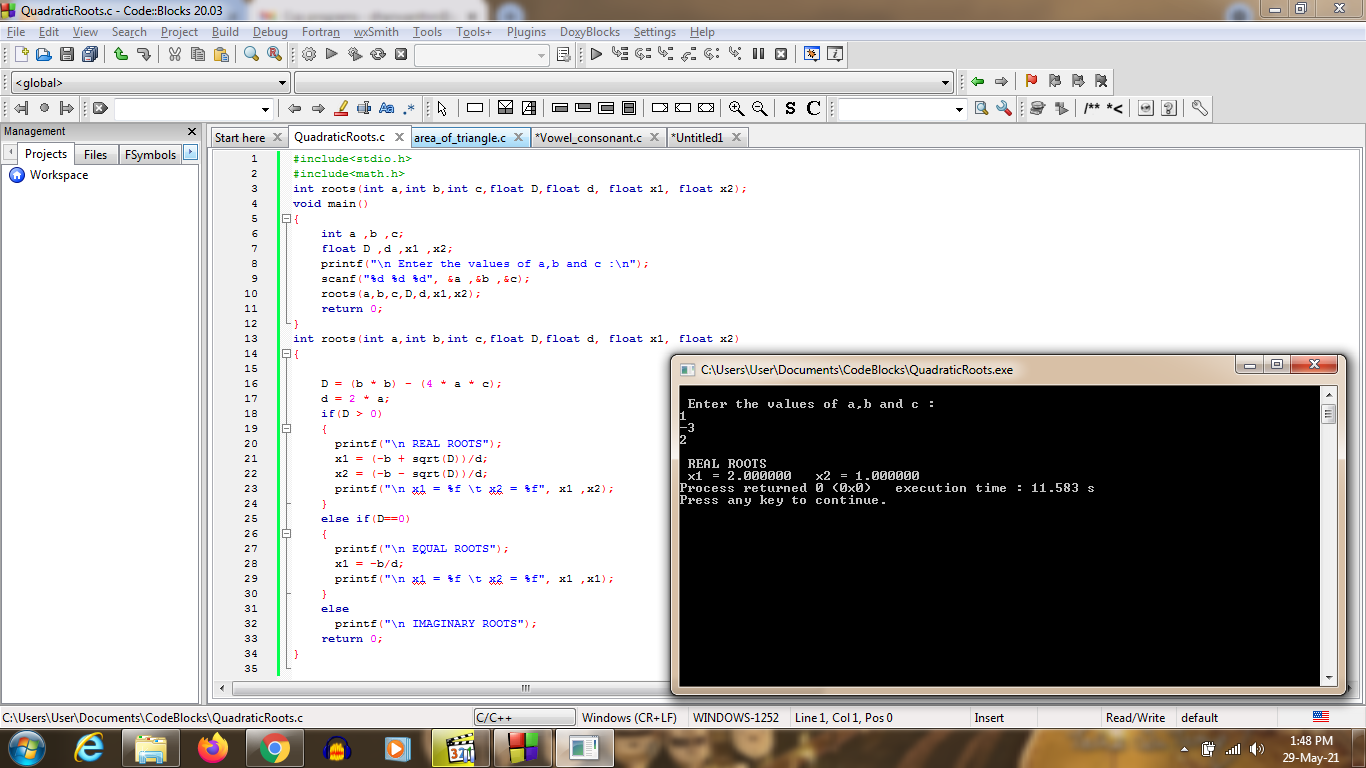 QuadraticRoots.c - Code::Blocks 20.03
File Edit View Search Project Build Debug Fortran wxSmith Tools Tools+ Plugins DoxyBlocks Settings Help
<global>
Management
Projects Files FSymbols
Workspace
Start here QuadraticRoots.c area_of_triangle.c *Vowel_consonant.c *Untitled1
1 #include<stdio.h>
2 #include<math.h>
3 int roots(int a,int b,int c,float D,float d, float x1, float x2);
4 void main()
5 {
6 int a ,b ,c;
7 float D ,d ,x1 ,x2;
8 printf("\n Enter the values of a,b and c :\n");
9 scanf("%d %d %d", &a ,&b ,&c);
10 roots(a,b,c,D,d,x1,x2);
11 return 0;
12 }
13 int roots(int a,int b,int c,float D,float d, float x1, float x2)
14 {
15
16 D = (b * b) - (4 * a * c);
17 d = 2 * a;
18 if(D > 0)
19 {
20 printf("\n REAL ROOTS");
21 x1 = (-b + sqrt(D))/d;
22 x2 = (-b - sqrt(D))/d;
23 printf("\n x1 = %f \t x2 = %f", x1 ,x2);
24 }
25 else if(D==0)
26 {
27 printf("\n EQUAL ROOTS");
28 x1 = -b/d;
29 printf("\n x1 = %f \t x2 = %f", x1 ,x1);
30 }
31 else
32 printf("\n IMAGINARY ROOTS");
33 return 0;
34 }
35
C:\Users\User\Documents\CodeBlocks\QuadraticRoots.exe
Enter the values of a,b and c :
1
-3
2
REAL ROOTS
x1 = 2.000000 x2 = 1.000000
Process returned 0 (0x0) execution time : 11.583 s
Press any key to continue.
C:\Users\User\Documents\CodeBlocks\QuadraticRoots.c C/C++ Windows (CR+LF) WINDOWS-1252 Line 1, Col 1, Pos 0 Insert Read/Write default
321
1:48 PM
29-May-21